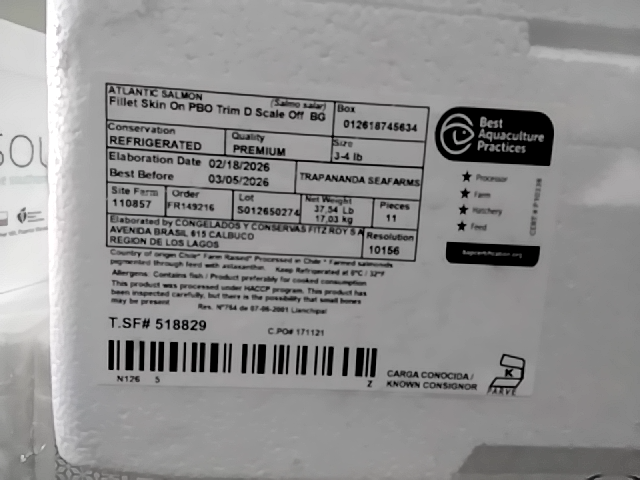 ATLANTIC SALMON
(Salmo salar)
Fillet Skin On PBO Trim D Scale Off BG
Box
012618745634
Conservation
REFRIGERATED
Quality
PREMIUM
Size
3-4 lb
Elaboration Date 02/18/2026
Best Before 03/05/2026
TRAPANANDA SEAFARMS
Site Farm
110857
Order
FR149216
Lot
S012650274
Net Weight
37,54 Lb
17,03 kg
Pieces
11
Elaborated by CONGELADOS Y CONSERVAS FITZ ROY S A
AVENIDA BRASIL 615 CALBUCO
REGION DE LOS LAGOS
Resolution
10156
Country of origin Chile* Farm Raised* Processed in Chile * Farmed salmonids
pigmented through feed with astaxanthin. Keep Refrigerated at 0°C / 32°F
Allergens: Contains fish / Product preferably for cooked consumption
This product was processed under HACCP program. This product has
been inspected carefully, but there is the possibility that small bones
may be present
Res. N°764 de 07-06-2001 Llanchipal
T.SF# 518829
C.PO# 171121
N126 5
Z
CARGA CONOCIDA /
KNOWN CONSIGNOR
K
PARVE
Best
Aquaculture
Practices
Processor
Farm
Hatchery
Feed
bapcertification.org